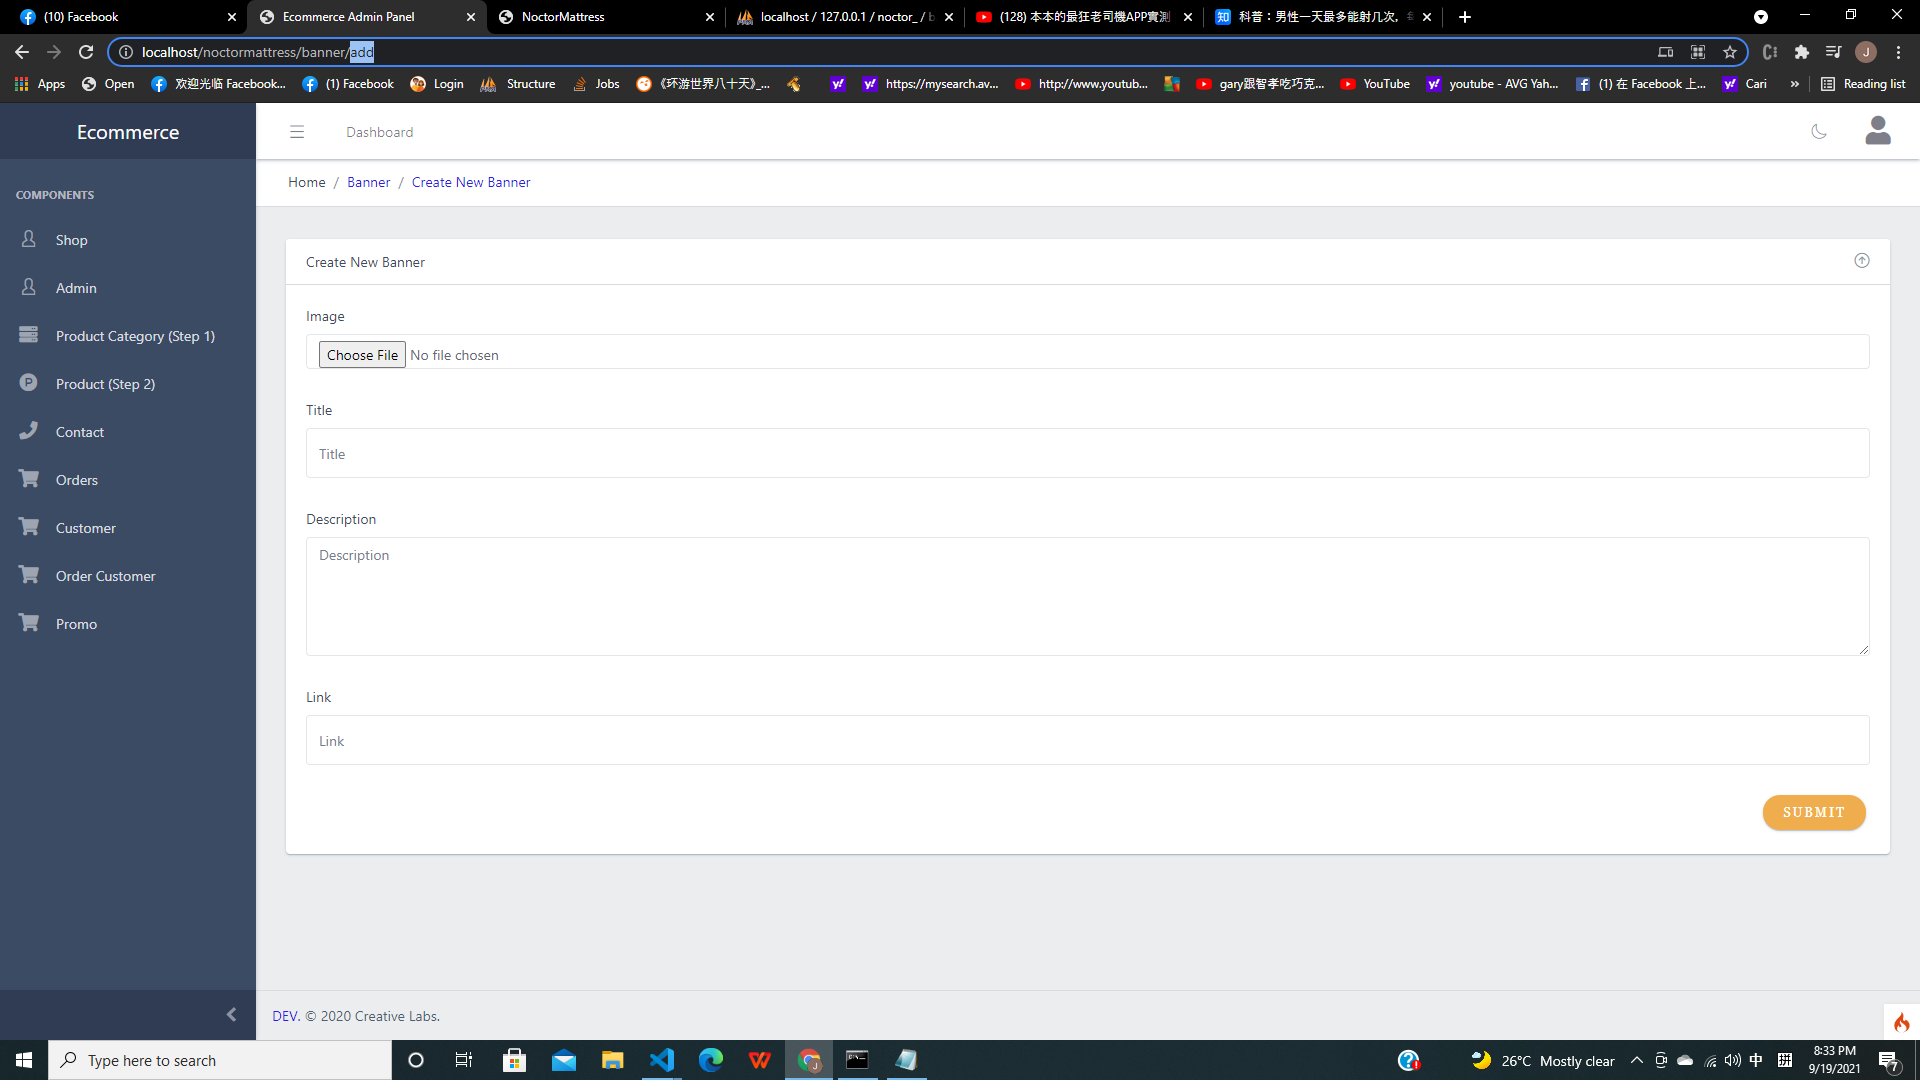 (10) Facebook
Ecommerce Admin Panel
NoctorMattress
localhost / 127.0.0.1 / noctor_ / b
(128) 本本的最狂老司機APP實測
科普：男性一天最多能射几次,
localhost/noctormattress/banner/add
Apps
Open
欢迎光临 Facebook...
(1) Facebook
Login
Structure
Jobs
《环游世界八十天》_...
https://mysearch.av...
http://www.youtub...
gary跟智孝吃巧克...
YouTube
youtube - AVG Yah...
(1) 在 Facebook 上...
Cari
»
Reading list
Ecommerce
Dashboard
Home / Banner / Create New Banner
COMPONENTS
Shop
Admin
Product Category (Step 1)
Product (Step 2)
Contact
Orders
Customer
Order Customer
Promo
Create New Banner
Image
Choose File No file chosen
Title
Title
Description
Description
Link
Link
SUBMIT
DEV. © 2020 Creative Labs.
Type here to search
26°C Mostly clear
中
拼
8:33 PM
9/19/2021
7